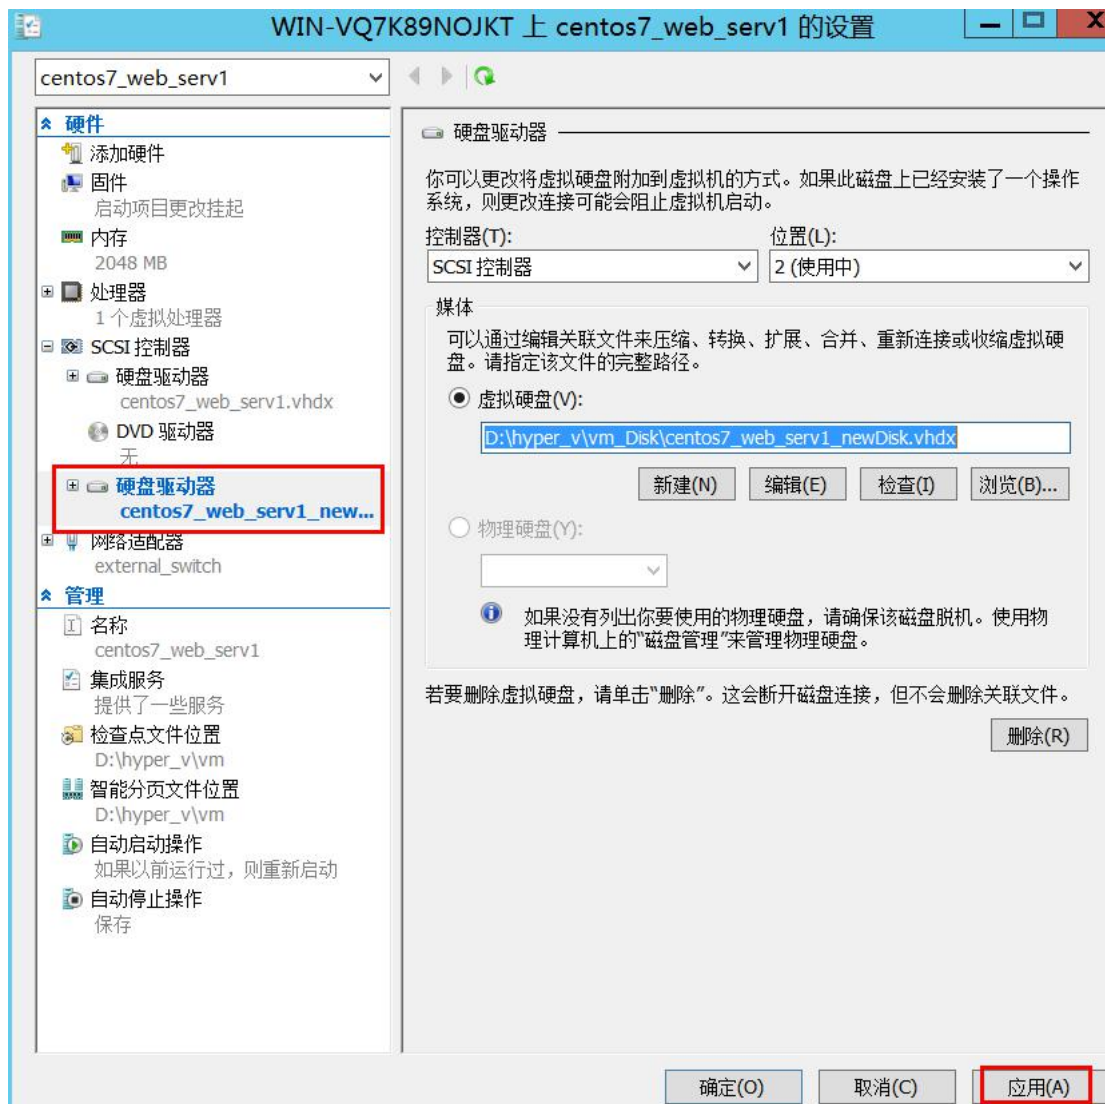 WIN-VQ7K89NOJKT 上 centos7_web_serv1 的设置
centos7_web_serv1
硬件
添加硬件
固件
启动项目更改挂起
内存
2048 MB
处理器
1 个虚拟处理器
SCSI 控制器
硬盘驱动器
centos7_web_serv1.vhdx
DVD 驱动器
无
硬盘驱动器
centos7_web_serv1_new...
网络适配器
external_switch
管理
名称
centos7_web_serv1
集成服务
提供了一些服务
检查点文件位置
D:\hyper_v\vm
智能分页文件位置
D:\hyper_v\vm
自动启动操作
如果以前运行过，则重新启动
自动停止操作
保存
硬盘驱动器
你可以更改将虚拟硬盘附加到虚拟机的方式。如果此磁盘上已经安装了一个操作
系统，则更改连接可能会阻止虚拟机启动。
控制器(T):
位置(L):
SCSI 控制器
2 (使用中)
媒体
可以通过编辑关联文件来压缩、转换、扩展、合并、重新连接或收缩虚拟硬
盘。请指定该文件的完整路径。
虚拟硬盘(V):
D:\hyper_v\vm_Disk\centos7_web_serv1_newDisk.vhdx
新建(N)
编辑(E)
检查(I)
浏览(B)...
物理硬盘(Y):
如果没有列出你要使用的物理硬盘，请确保该磁盘脱机。使用物
理计算机上的"磁盘管理"来管理物理硬盘。
若要删除虚拟硬盘，请单击"删除"。这会断开磁盘连接，但不会删除关联文件。
删除(R)
确定(O)
取消(C)
应用(A)